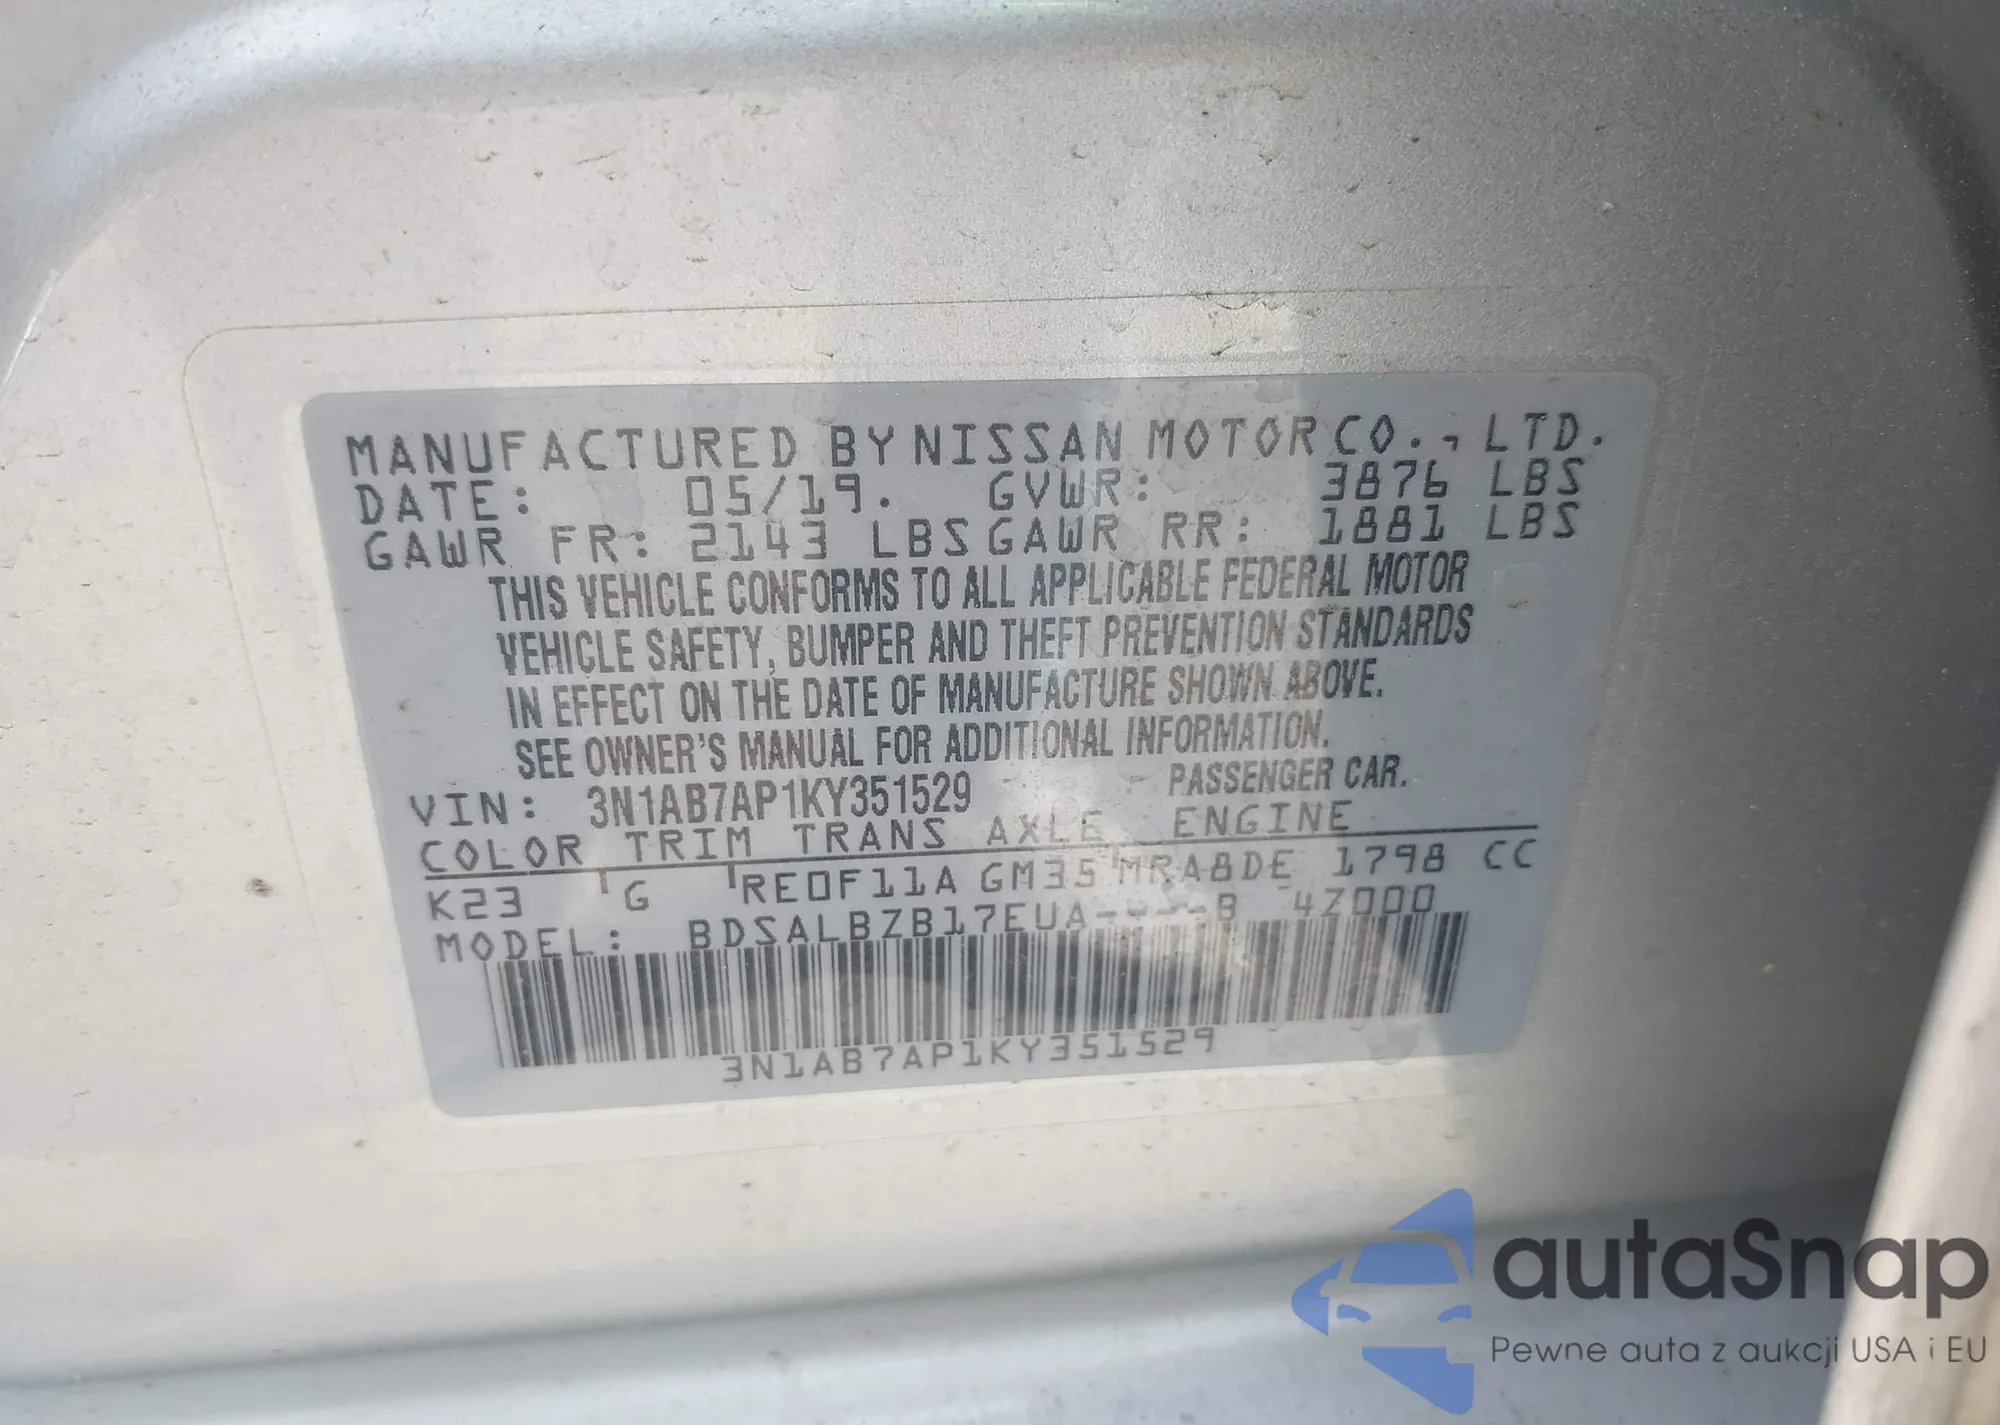 MANUFACTURED BY NISSAN MOTOR CO., LTD.
DATE: 05/19. GVWR: 3876 LBS
GAWR FR: 2143 LBS GAWR RR: 1881 LBS
THIS VEHICLE CONFORMS TO ALL APPLICABLE FEDERAL MOTOR
VEHICLE SAFETY, BUMPER AND THEFT PREVENTION STANDARDS
IN EFFECT ON THE DATE OF MANUFACTURE SHOWN ABOVE.
SEE OWNER'S MANUAL FOR ADDITIONAL INFORMATION.
VIN: 3N1AB7AP1KY351529 PASSENGER CAR.
COLOR TRIM TRANS AXLE ENGINE
K23 G RE0F11A GM35 MRA8DE 1798 CC
MODEL: BDSALBZB17EUA----B 4Z000
3N1AB7AP1KY351529
autaSnap
Pewne auta z aukcji USA i EU